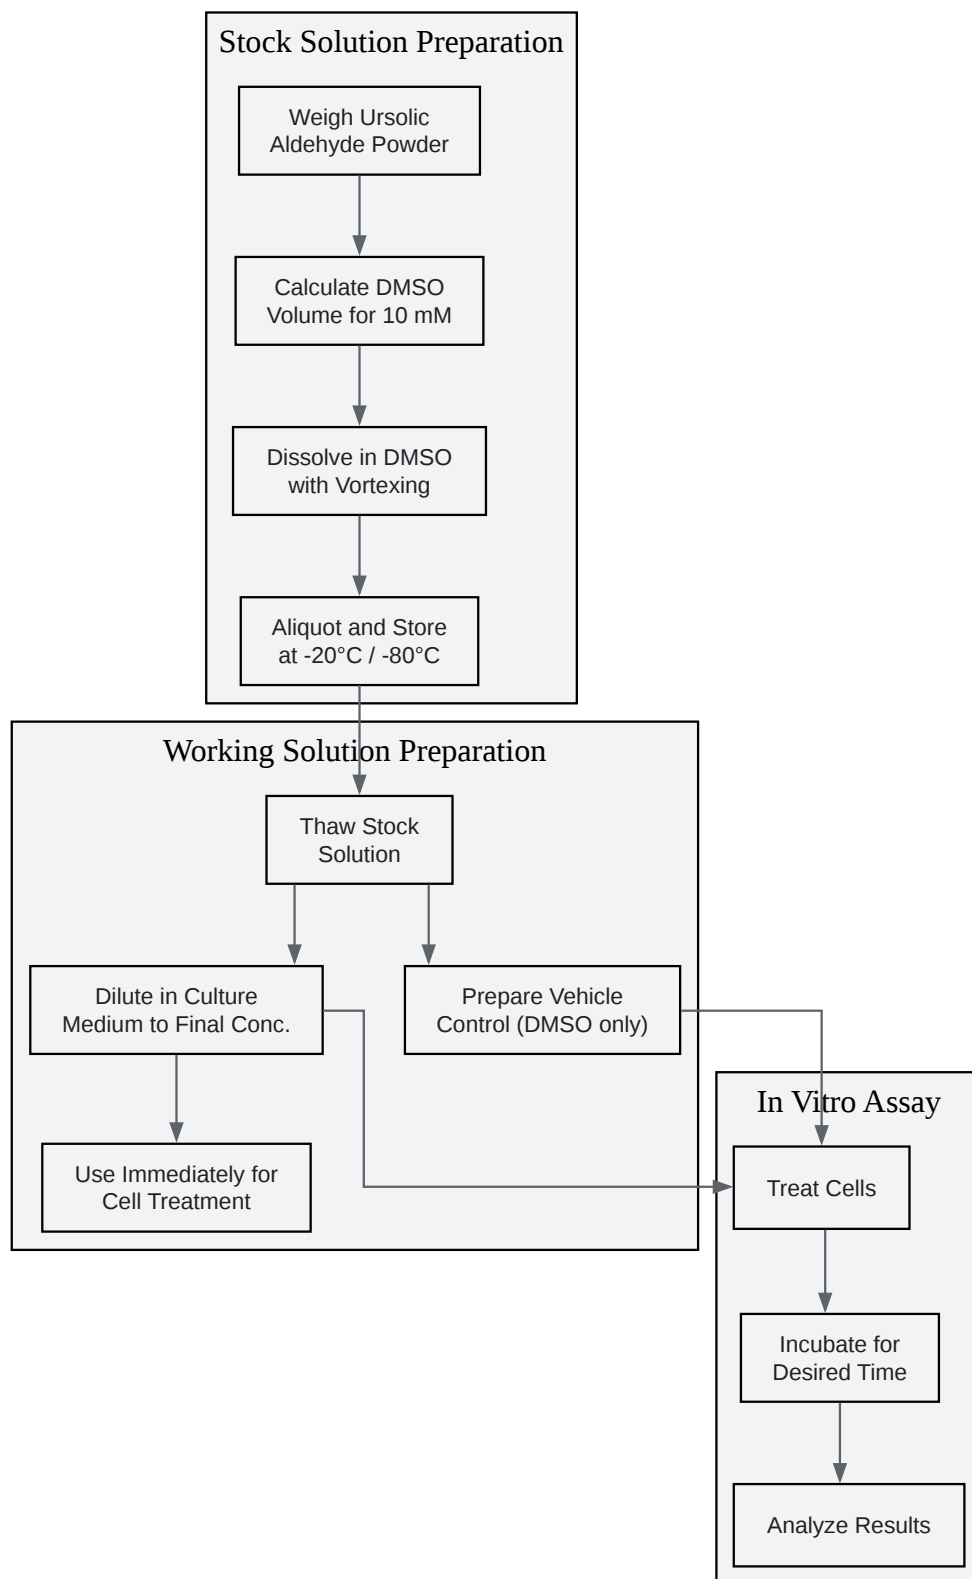 Stock Solution Preparation
Weigh Ursolic
Aldehyde Powder
Calculate DMSO
Volume for 10 mM
Dissolve in DMSO
with Vortexing
Aliquot and Store
at -20°C / -80°C
Working Solution Preparation
Thaw Stock
Solution
Dilute in Culture
Medium to Final Conc.
Prepare Vehicle
Control (DMSO only)
Use Immediately for
Cell Treatment
In Vitro Assay
Treat Cells
Incubate for
Desired Time
Analyze Results